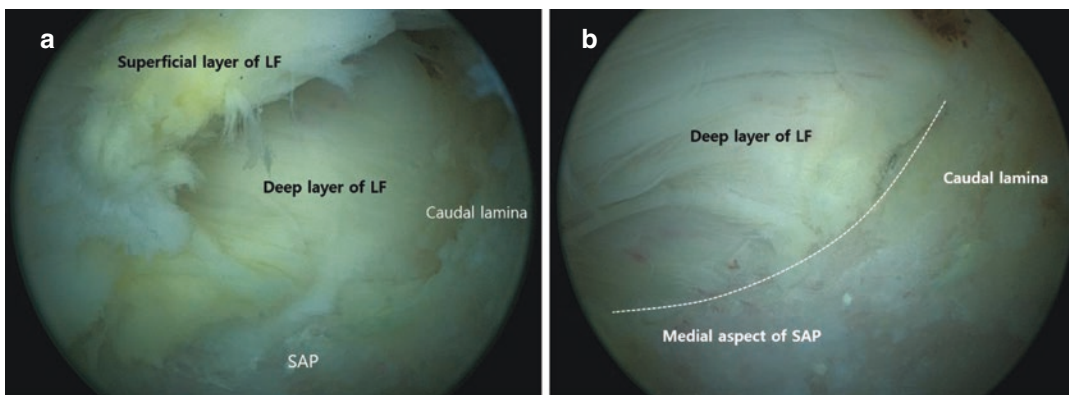 a
Superficial layer of LF
Deep layer of LF
Caudal lamina
SAP
b
Deep layer of LF
Caudal lamina
Medial aspect of SAP